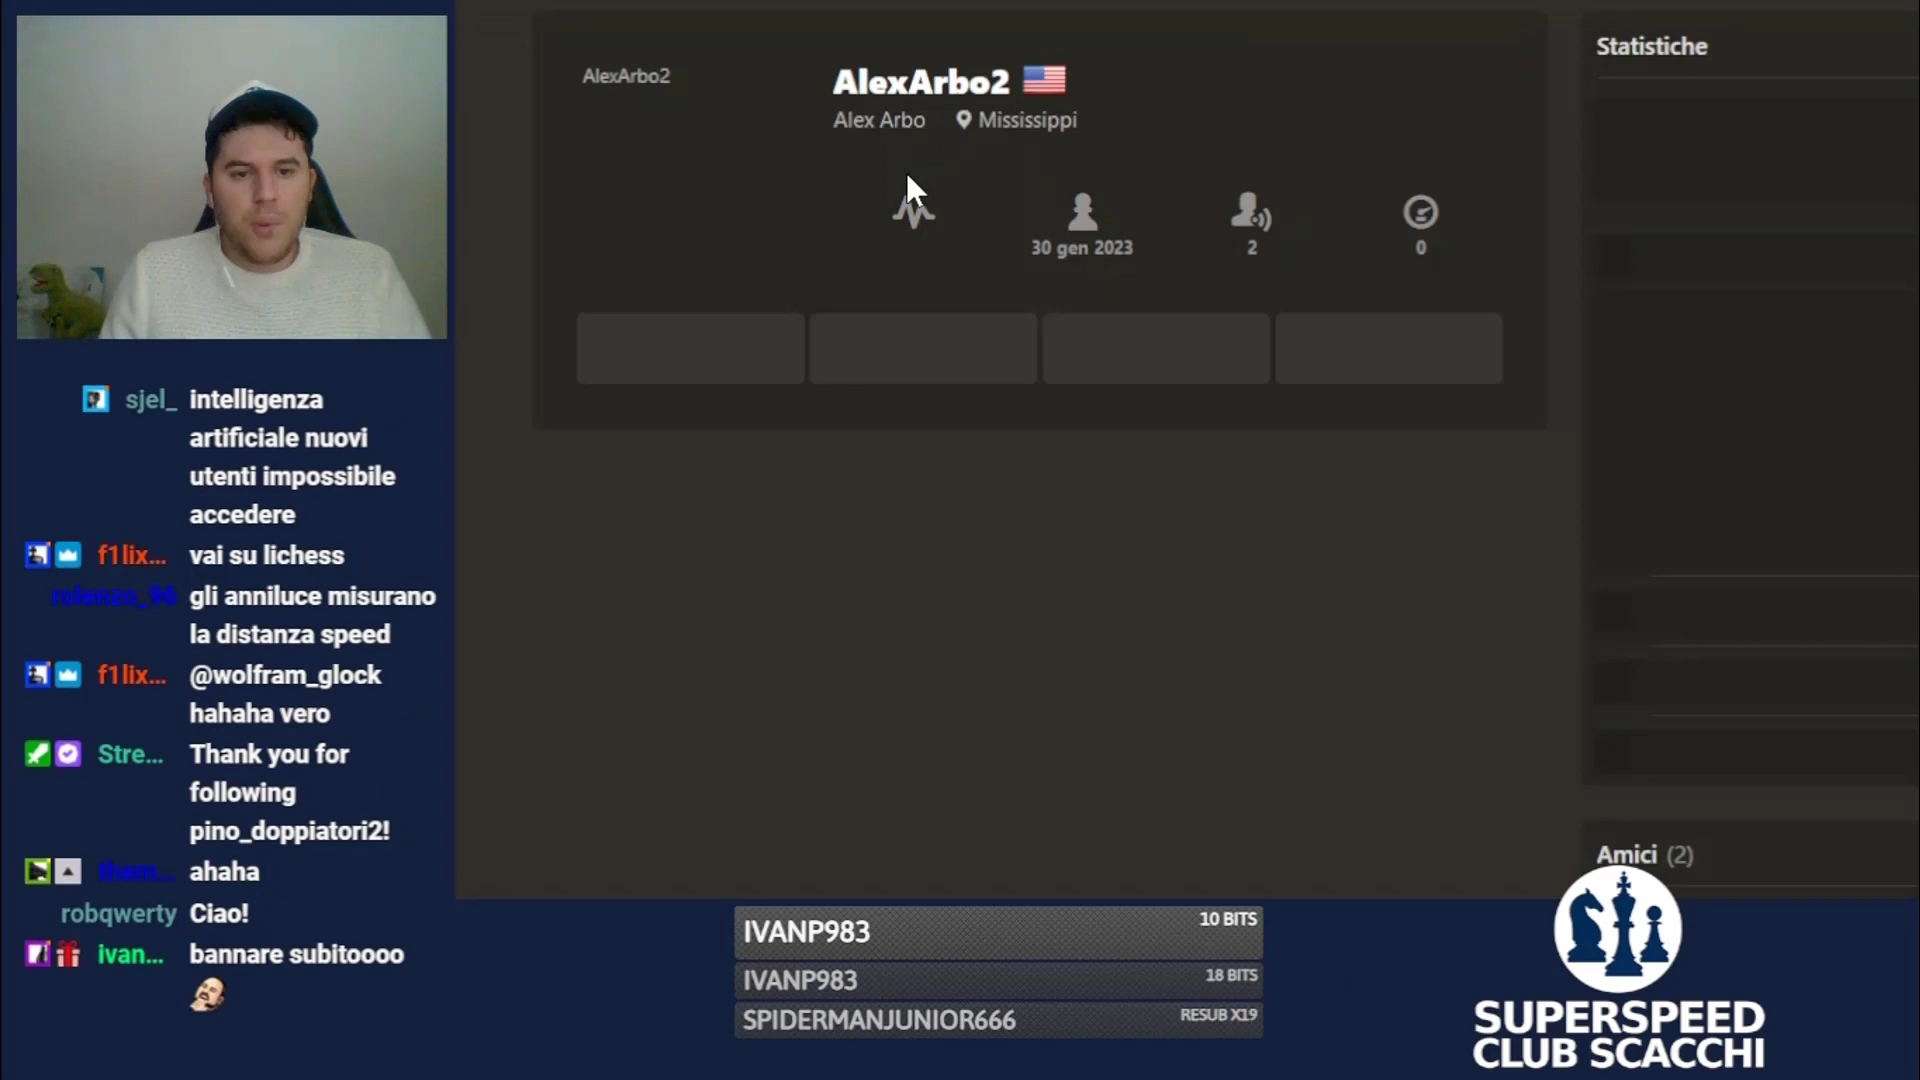 AlexArbo2
AlexArbo2
Alex Arbo Mississippi
30 gen 2023 2 0
Statistiche
Amici (2)
sjel_ intelligenza
artificiale nuovi
utenti impossibile
accedere
f1lix... vai su lichess
rolenzo_96 gli anniluce misurano
la distanza speed
f1lix... @wolfram_glock
hahaha vero
Stre... Thank you for
following
pino_doppiatori2!
them... ahaha
robqwerty Ciao!
ivan... bannare subitoooo
IVANP983 10 BITS
IVANP983 18 BITS
SPIDERMANJUNIOR666 RESUB X19
SUPERSPEED
CLUB SCACCHI